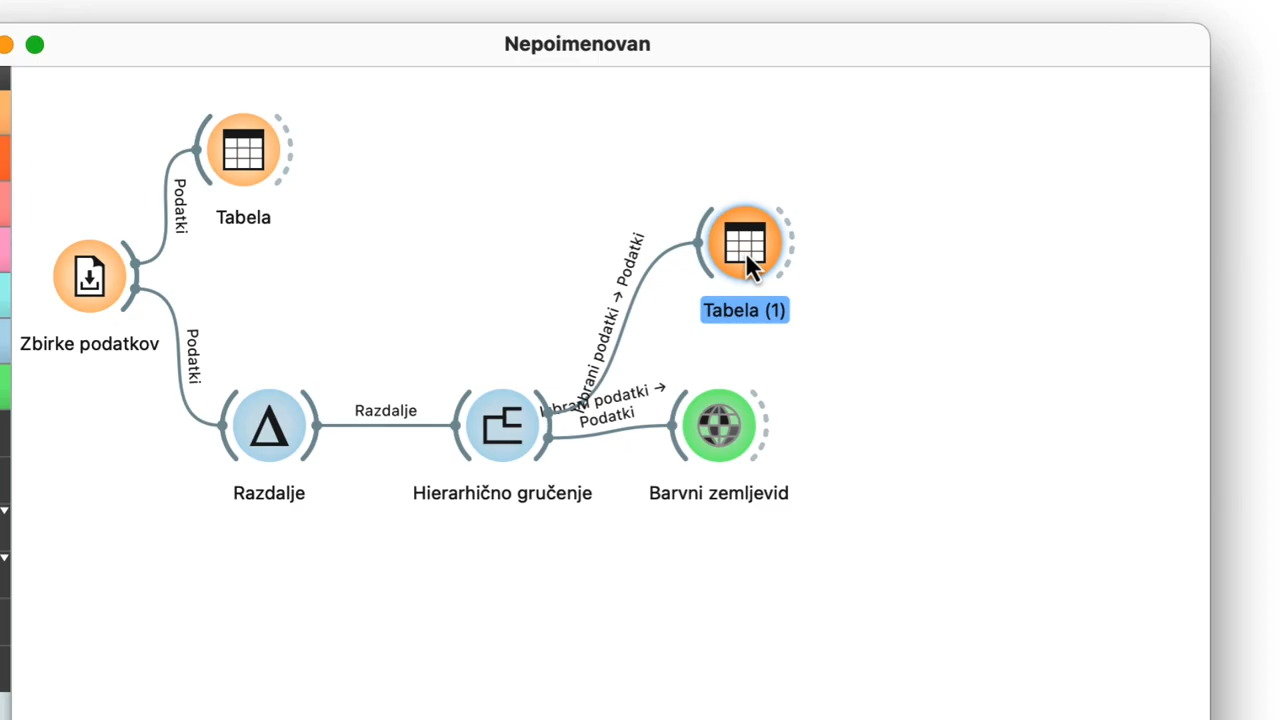 Nepoimenovan
Podatki
Tabela
Izbrani podatki → Podatki
Tabela (1)
Zbirke podatkov
Podatki
Razdalje
Izbrani podatki →
Podatki
Razdalje
Hierarhično gručenje
Barvni zemljevid